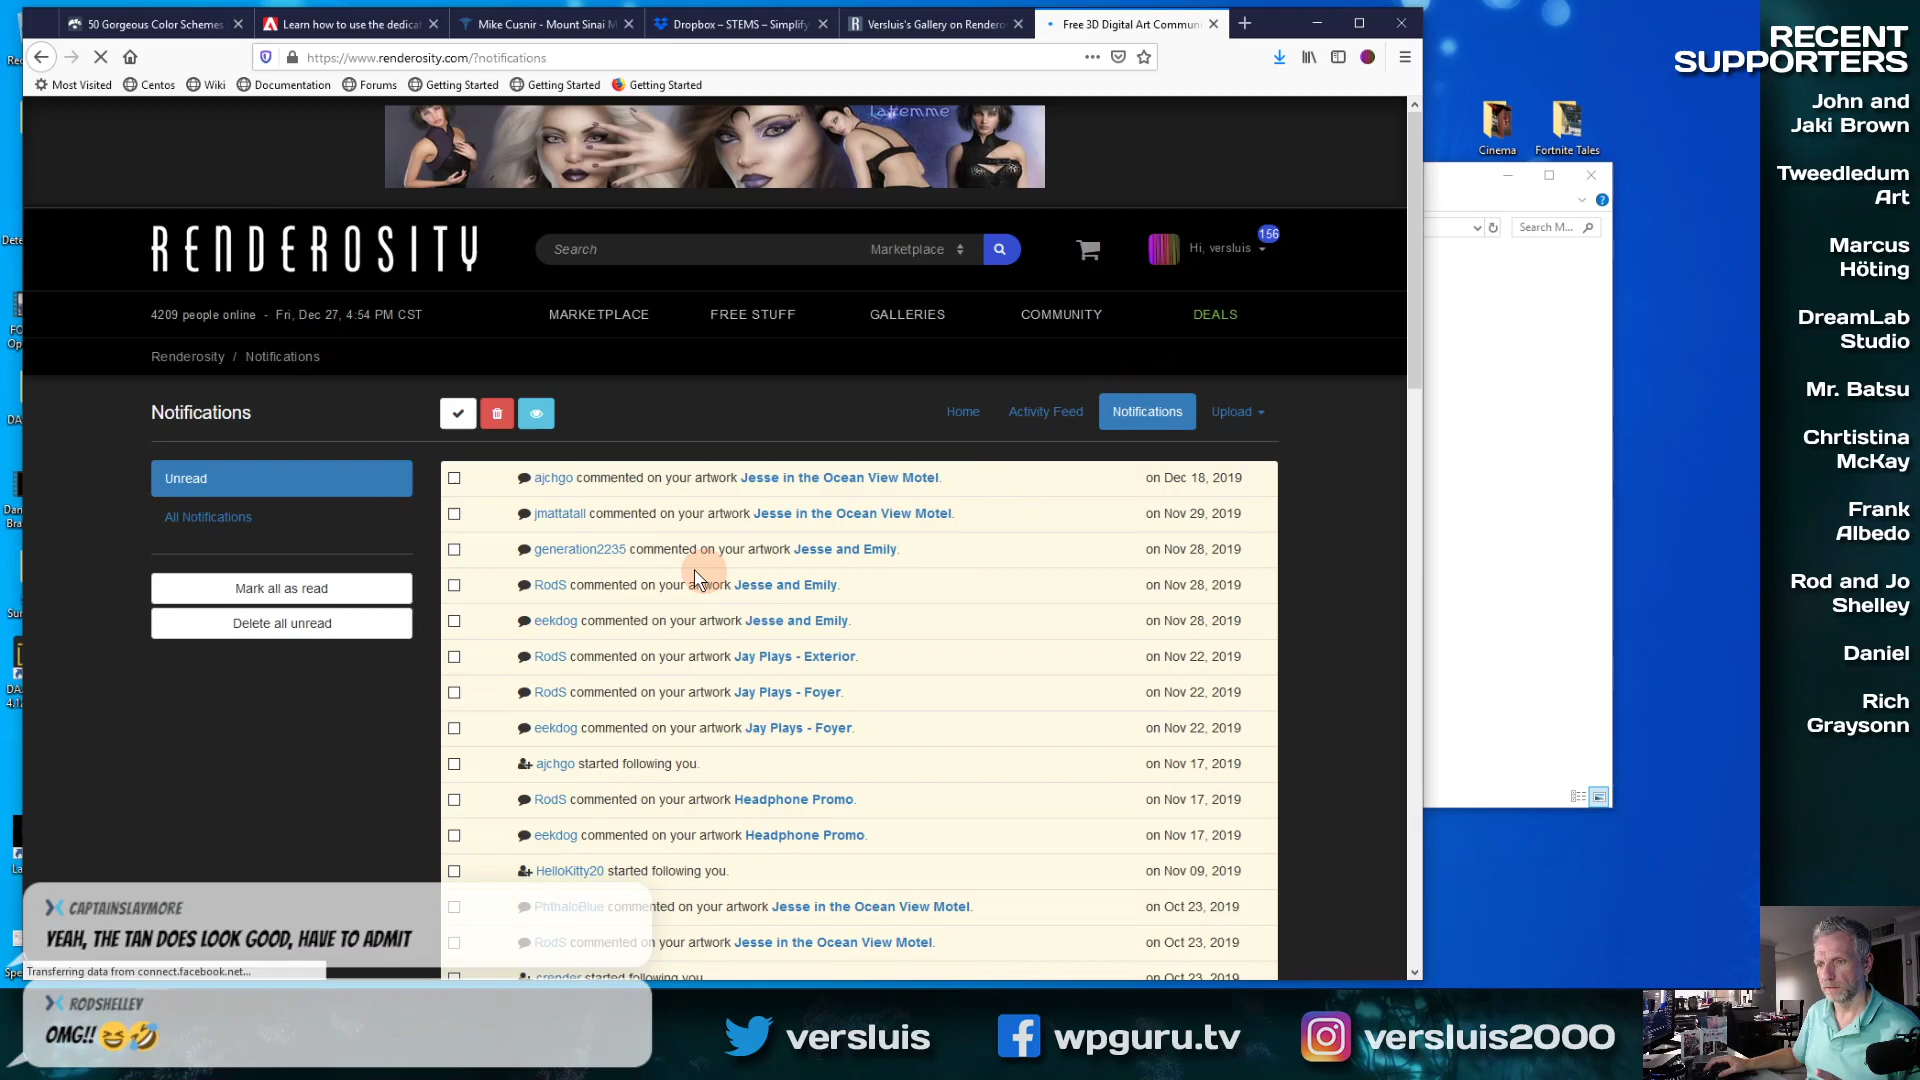 50 Gorgeous Color Schemes
Learn how to use the dedicat
Mike Cusnir - Mount Sinai M
Dropbox – STEMS – Simplify
Versluis's Gallery on Rendero
Free 3D Digital Art Commun
https://www.renderosity.com/?notifications
Most Visited
Centos
Wiki
Documentation
Forums
Getting Started
Getting Started
Getting Started
Lafemme
RENDEROSITY
Search
Marketplace
Hi, versluis
156
4209 people online - Fri, Dec 27, 4:54 PM CST
MARKETPLACE
FREE STUFF
GALLERIES
COMMUNITY
DEALS
Renderosity / Notifications
Notifications
Home
Activity Feed
Notifications
Upload
Unread
All Notifications
Mark all as read
Delete all unread
ajchgo commented on your artwork Jesse in the Ocean View Motel. on Dec 18, 2019
jmattatall commented on your artwork Jesse in the Ocean View Motel. on Nov 29, 2019
generation2235 commented on your artwork Jesse and Emily. on Nov 28, 2019
RodS commented on your artwork Jesse and Emily. on Nov 28, 2019
eekdog commented on your artwork Jesse and Emily. on Nov 28, 2019
RodS commented on your artwork Jay Plays - Exterior. on Nov 22, 2019
RodS commented on your artwork Jay Plays - Foyer. on Nov 22, 2019
eekdog commented on your artwork Jay Plays - Foyer. on Nov 22, 2019
ajchgo started following you. on Nov 17, 2019
RodS commented on your artwork Headphone Promo. on Nov 17, 2019
eekdog commented on your artwork Headphone Promo. on Nov 17, 2019
HelloKitty20 started following you. on Nov 09, 2019
PhthaloBlue commented on your artwork Jesse in the Ocean View Motel. on Oct 23, 2019
RodS commented on your artwork Jesse in the Ocean View Motel. on Oct 23, 2019
crender started following you. on Oct 23, 2019
CAPTAINSLAYMORE
YEAH, THE TAN DOES LOOK GOOD, HAVE TO ADMIT
Transferring data from connect.facebook.net...
RODSHELLEY
OMG!! 😆🤣
versluis
wpguru.tv
versluis2000
Cinema
Fortnite Tales
Search M...
RECENT
SUPPORTERS
John and
Jaki Brown
Tweedledum
Art
Marcus
Höting
DreamLab
Studio
Mr. Batsu
Chrtistina
McKay
Frank
Albedo
Rod and Jo
Shelley
Daniel
Rich
Graysonn